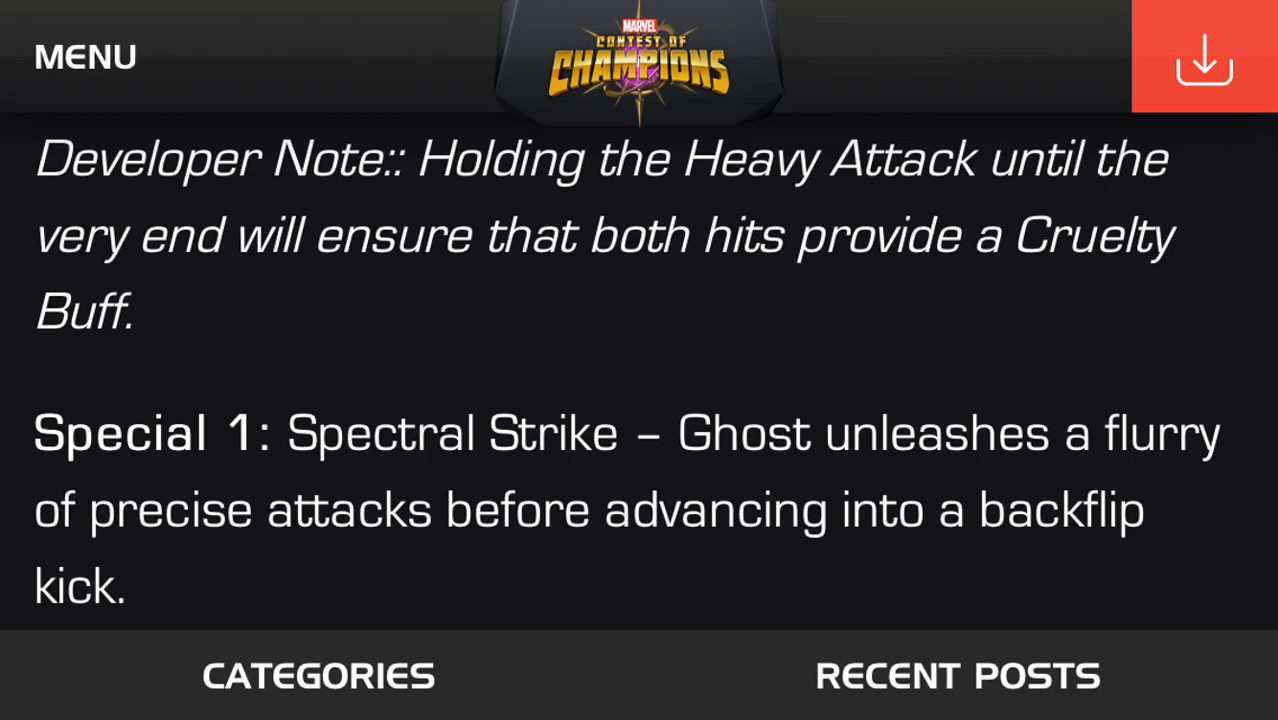 MENU
MARVEL
CONTEST OF
CHAMPIONS
Developer Note:: Holding the Heavy Attack until the
very end will ensure that both hits provide a Cruelty
Buff.
Special 1: Spectral Strike – Ghost unleashes a flurry
of precise attacks before advancing into a backflip
kick.
CATEGORIES
RECENT POSTS